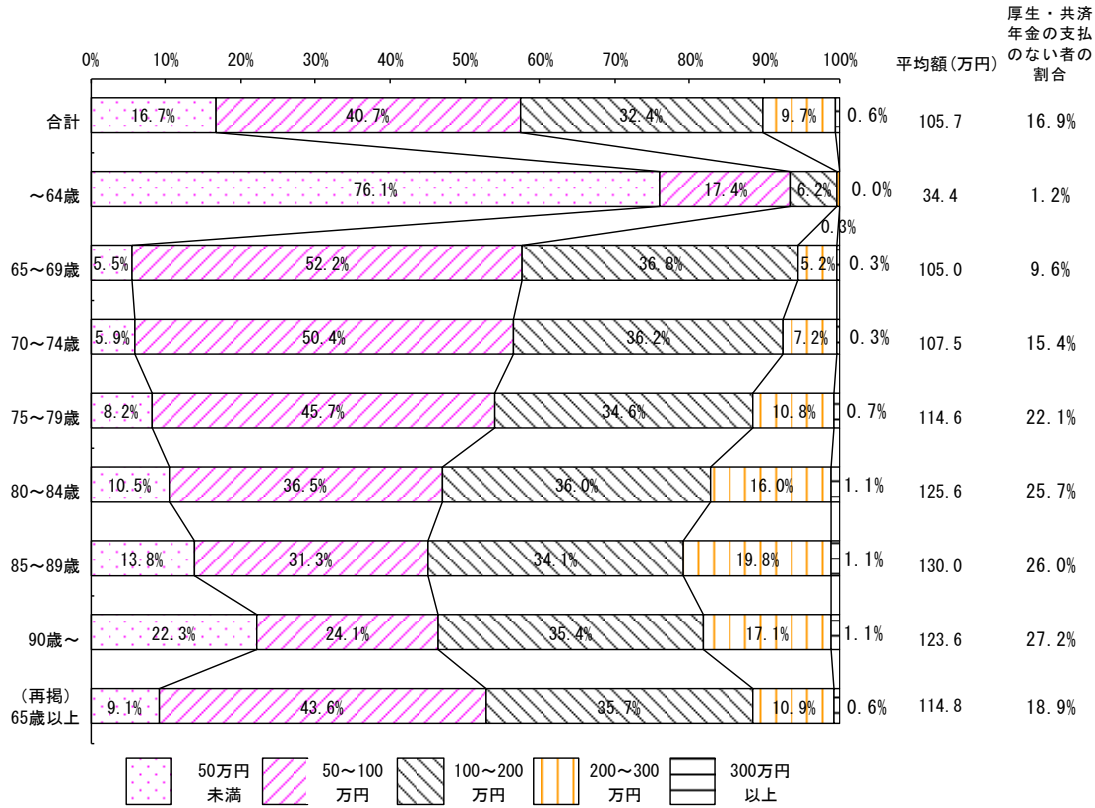 厚生・共済
年金の支払
のない者の
割合
0% 10% 20% 30% 40% 50% 60% 70% 80% 90% 100%
平均額(万円)
合計 16.7% 40.7% 32.4% 9.7% 0.6% 105.7 16.9%
～64歳 76.1% 17.4% 6.2% 0.0% 34.4 1.2%
0.3%
65～69歳 5.5% 52.2% 36.8% 5.2% 0.3% 105.0 9.6%
70～74歳 5.9% 50.4% 36.2% 7.2% 0.3% 107.5 15.4%
75～79歳 8.2% 45.7% 34.6% 10.8% 0.7% 114.6 22.1%
80～84歳 10.5% 36.5% 36.0% 16.0% 1.1% 125.6 25.7%
85～89歳 13.8% 31.3% 34.1% 19.8% 1.1% 130.0 26.0%
90歳～ 22.3% 24.1% 35.4% 17.1% 1.1% 123.6 27.2%
(再掲)
65歳以上 9.1% 43.6% 35.7% 10.9% 0.6% 114.8 18.9%
50万円
未満
50～100
万円
100～200
万円
200～300
万円
300万円
以上